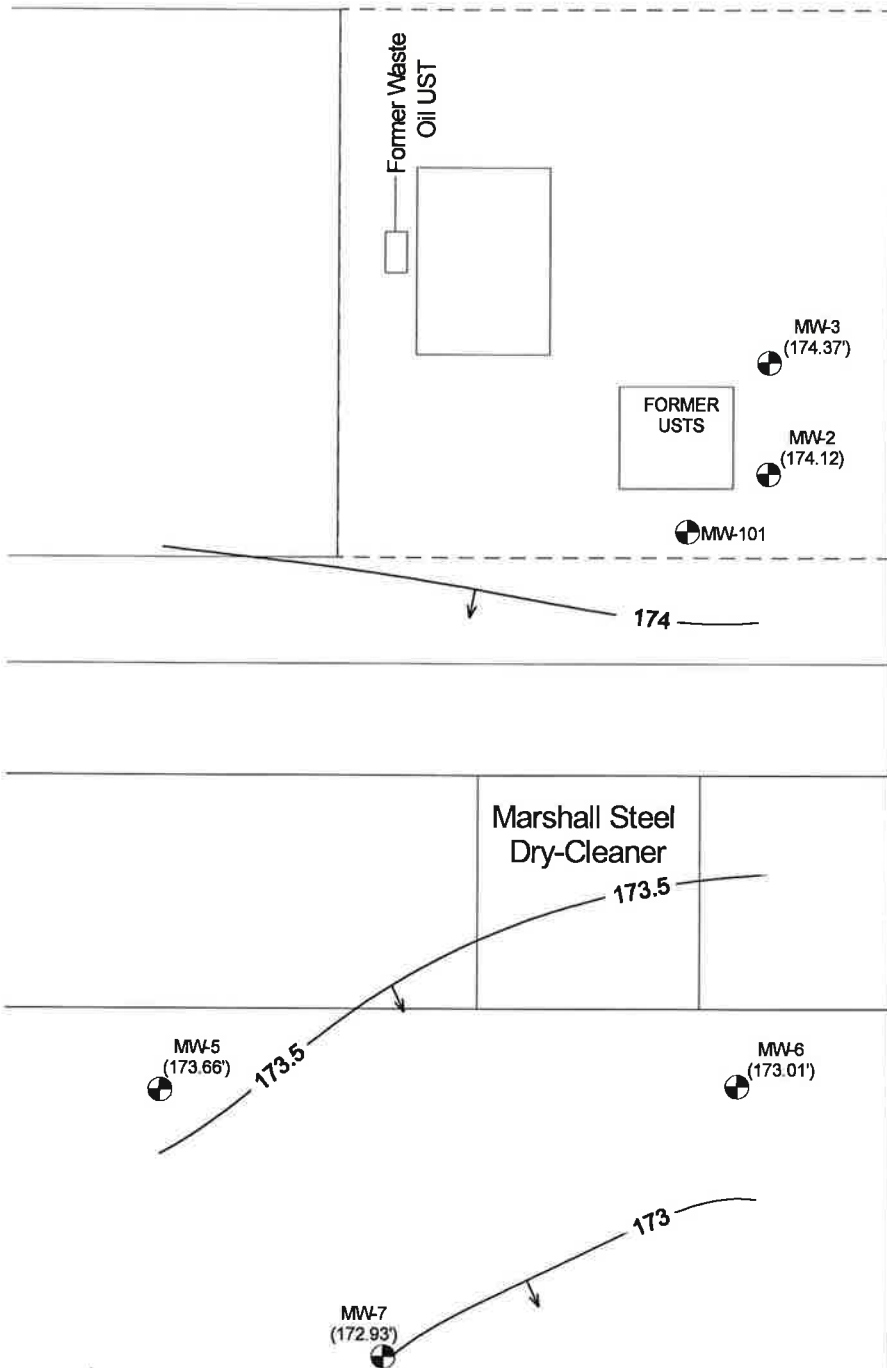 Former Waste
Oil UST
MW-3
(174.37')
FORMER
USTS
MW-2
(174.12)
MW-101
174
Marshall Steel
Dry-Cleaner
173.5
MW-5
(173.66')
173.5
MW-6
(173.01')
173
MW-7
(172.93')